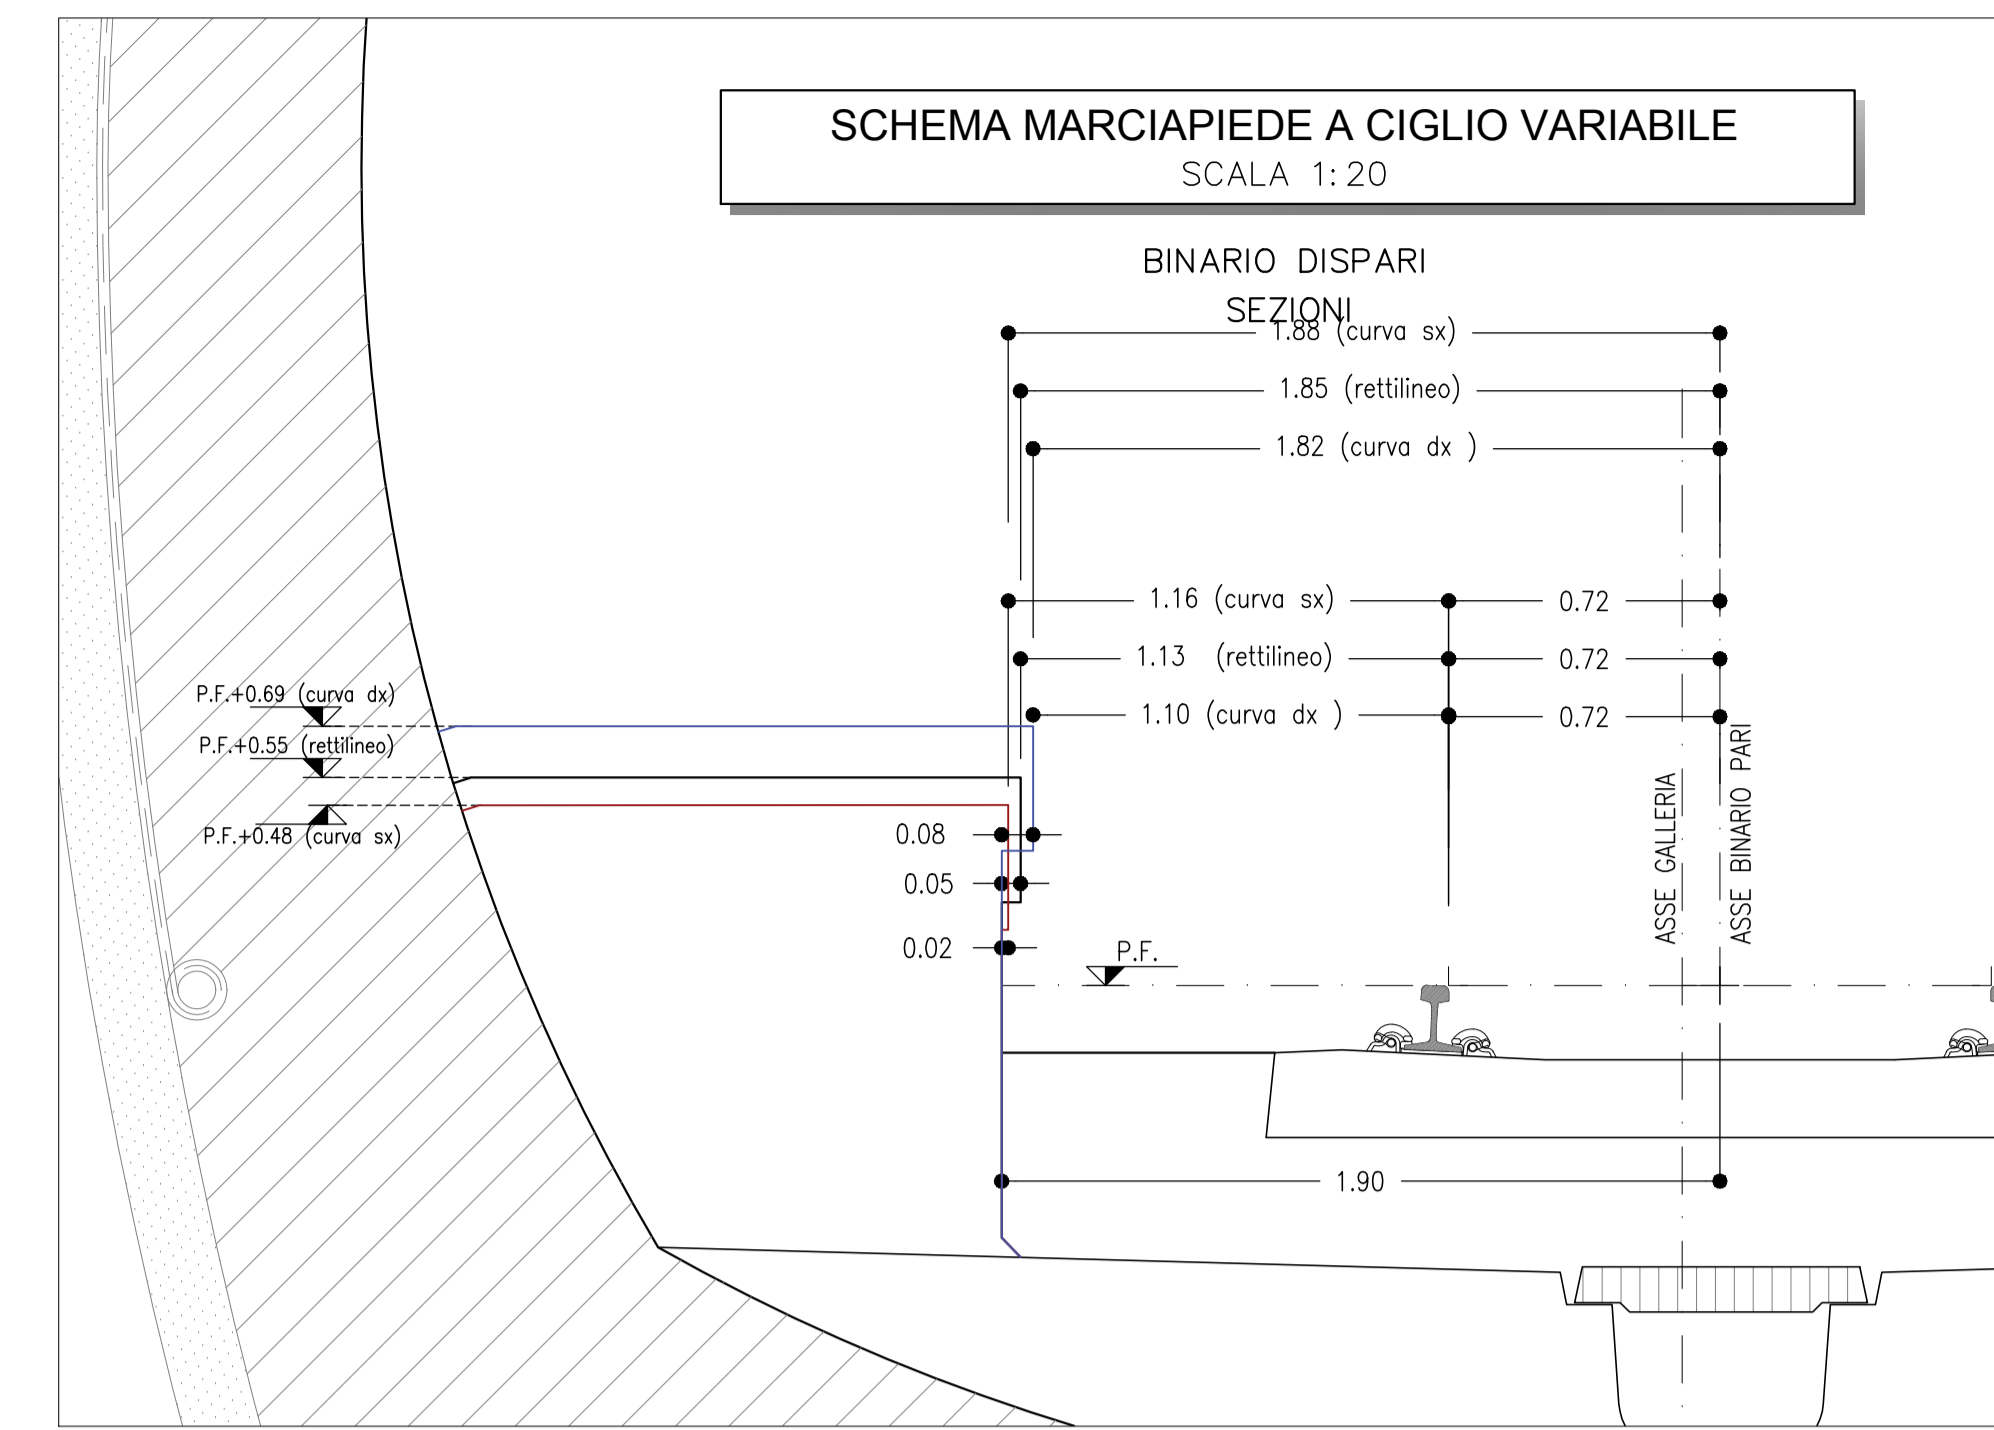 SCHEMA MARCIAPIEDE A CIGLIO VARIABILE
SCALA 1:20
BINARIO DISPARI
SEZIONI
1.88 (curva sx)
1.85 (rettilineo)
1.82 (curva dx )
1.16 (curva sx) 0.72
1.13 (rettilineo) 0.72
1.10 (curva dx ) 0.72
P.F.+0.69 (curva dx)
P.F.+0.55 (rettilineo)
P.F.+0.48 (curva sx)
0.08
0.05
0.02
P.F.
ASSE GALLERIA
ASSE BINARIO PARI
1.90